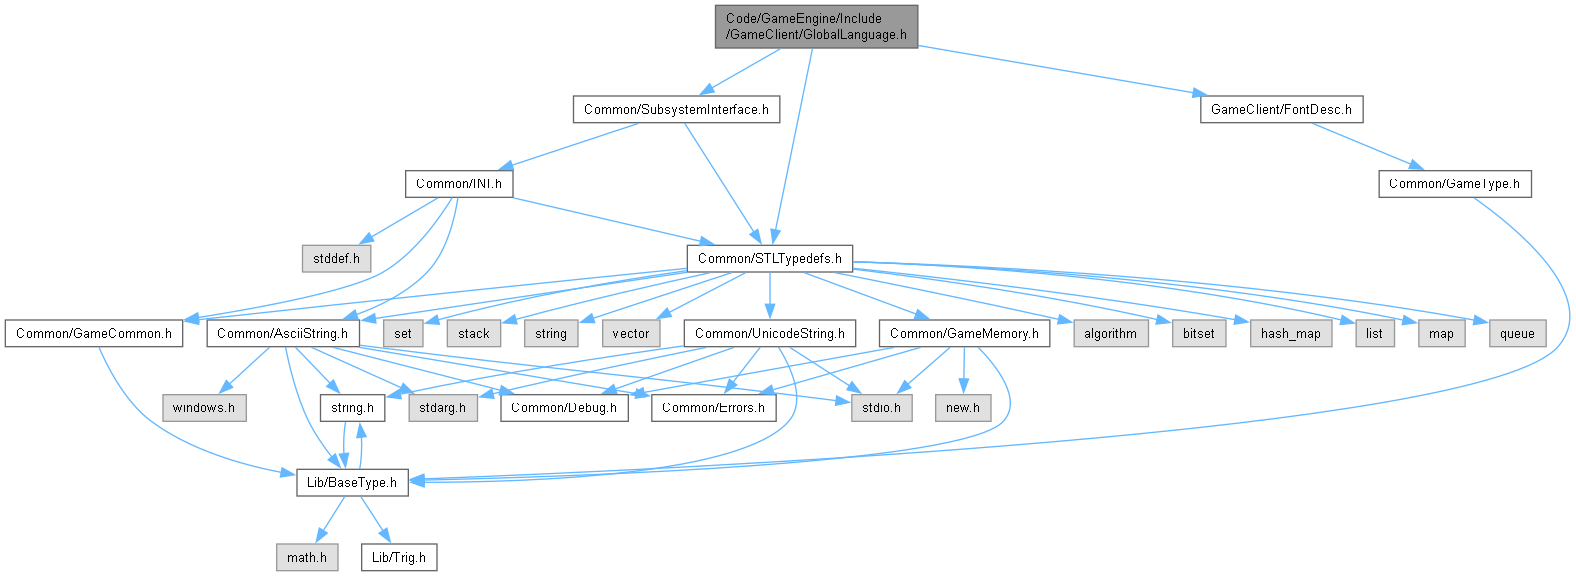 Code/GameEngine/Include
/GameClient/GlobalLanguage.h
Common/SubsystemInterface.h
GameClient/FontDesc.h
Common/INI.h
Common/GameType.h
stddef.h
Common/STLTypedefs.h
Common/GameCommon.h
Common/AsciiString.h
set
stack
string
vector
Common/UnicodeString.h
Common/GameMemory.h
algorithm
bitset
hash_map
list
map
queue
windows.h
string.h
stdarg.h
Common/Debug.h
Common/Errors.h
stdio.h
new.h
Lib/BaseType.h
math.h
Lib/Trig.h